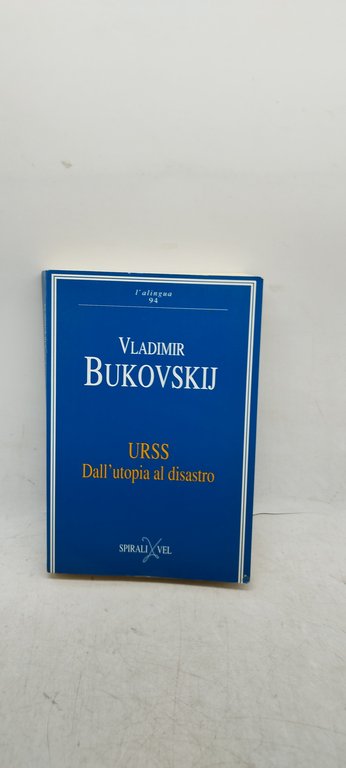 l'alingua
94
VLADIMIR
BUKOVSKIJ
URSS
Dall'utopia al disastro
SPIRALI VEL